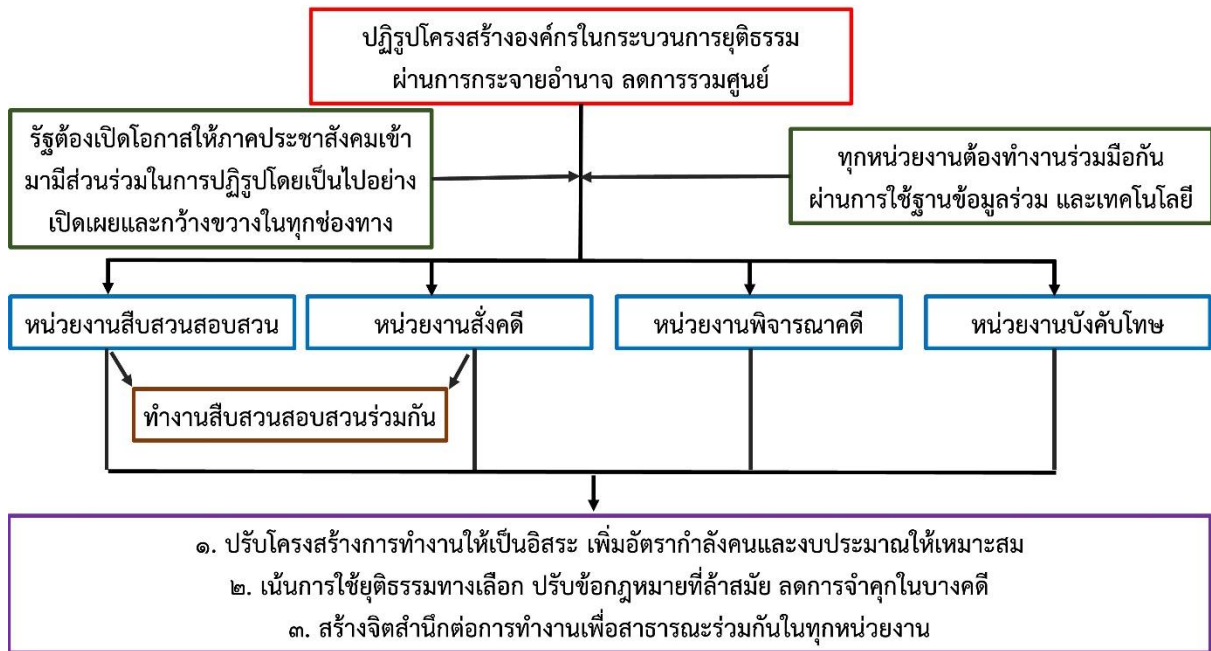 ปฏิรูปโครงสร้างองค์กรในกระบวนการยุติธรรม
ผ่านการกระจายอำนาจ ลดการรวมศูนย์
รัฐต้องเปิดโอกาสให้ภาคประชาสังคมเข้า
มามีส่วนร่วมในการปฏิรูปโดยเป็นไปอย่าง
เปิดเผยและกว้างขวางในทุกช่องทาง
ทุกหน่วยงานต้องทำงานร่วมมือกัน
ผ่านการใช้ฐานข้อมูลร่วม และเทคโนโลยี
หน่วยงานสืบสวนสอบสวน
หน่วยงานสั่งคดี
หน่วยงานพิจารณาคดี
หน่วยงานบังคับโทษ
ทำงานสืบสวนสอบสวนร่วมกัน
๑. ปรับโครงสร้างการทำงานให้เป็นอิสระ เพิ่มอัตรากำลังคนและงบประมาณให้เหมาะสม
๒. เน้นการใช้ยุติธรรมทางเลือก ปรับข้อกฎหมายที่ล้าสมัย ลดการจำคุกในบางคดี
๓. สร้างจิตสำนึกต่อการทำงานเพื่อสาธารณะร่วมกันในทุกหน่วยงาน